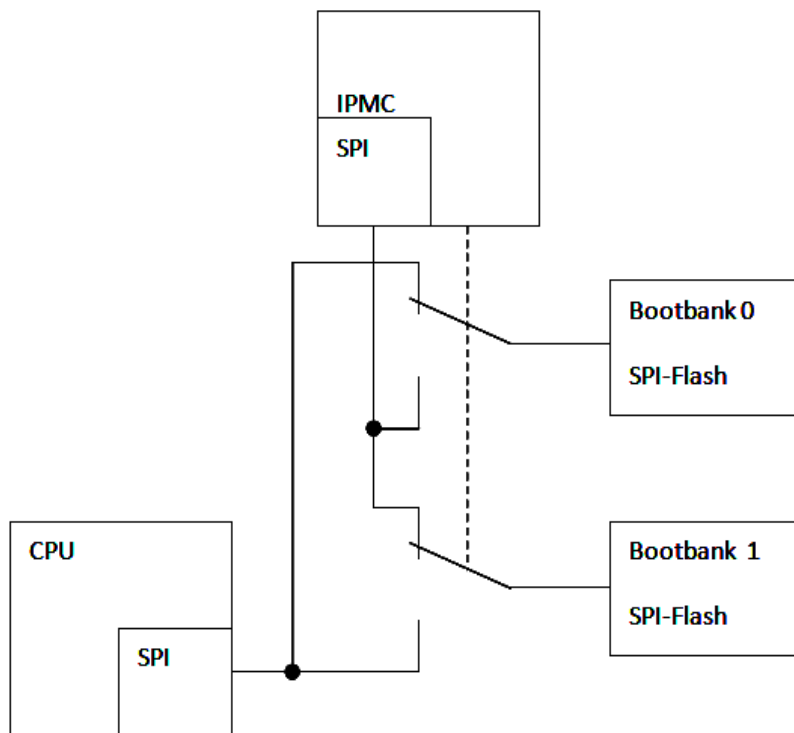 IPMC
SPI
Bootbank 0
SPI-Flash
CPU
SPI
Bootbank 1
SPI-Flash